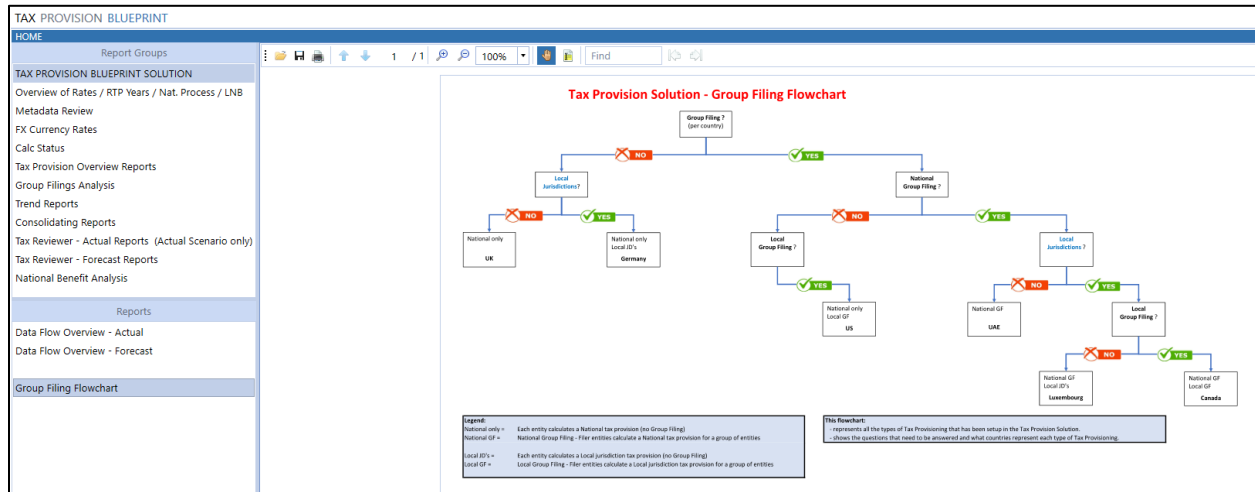 TAX PROVISION BLUEPRINT
HOME
Report Groups
TAX PROVISION BLUEPRINT SOLUTION
Overview of Rates / RTP Years / Nat. Process / LNB
Metadata Review
FX Currency Rates
Calc Status
Tax Provision Overview Reports
Group Filings Analysis
Trend Reports
Consolidating Reports
Tax Reviewer - Actual Reports (Actual Scenario only)
Tax Reviewer - Forecast Reports
National Benefit Analysis
Reports
Data Flow Overview - Actual
Data Flow Overview - Forecast
Group Filing Flowchart
1 / 1
100%
Find
Tax Provision Solution - Group Filing Flowchart
Group Filing ?
(per country)
NO
YES
Local
Jurisdictions?
National
Group Filing ?
NO
YES
NO
YES
National only
UK
National only
Local JD's
Germany
Local
Group Filing ?
Local
Jurisdictions ?
YES
NO
YES
National only
Local GF
US
National GF
UAE
Local
Group Filing ?
NO
YES
National GF
Local JD's
Luxembourg
National GF
Local GF
Canada
Legend:
National only = Each entity calculates a National tax provision (no Group Filing)
National GF = National Group Filing - Filer entities calculate a National tax provision for a group of entities
Local JD's = Each entity calculates a Local jurisdiction tax provision (no Group Filing)
Local GF = Local Group Filing - Filer entities calculate a Local jurisdiction tax provision for a group of entities
This flowchart:
- represents all the types of Tax Provisioning that has been setup in the Tax Provision Solution.
- shows the questions that need to be answered and what countries represent each type of Tax Provisioning.